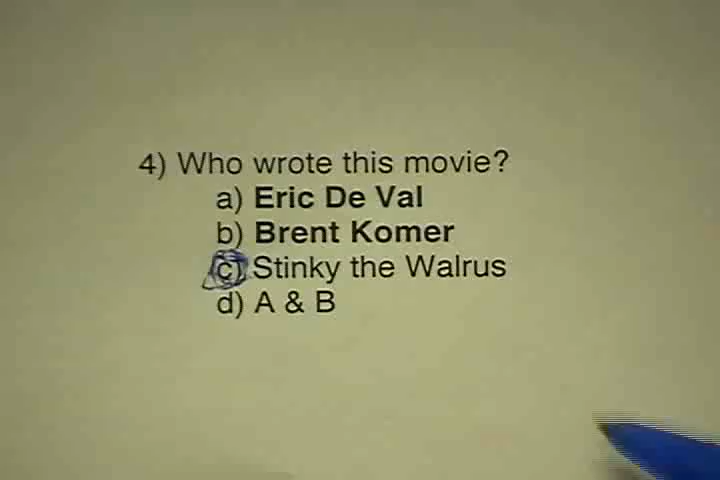 4) Who wrote this movie?
a) Eric De Val
b) Brent Komer
c) Stinky the Walrus
d) A & B